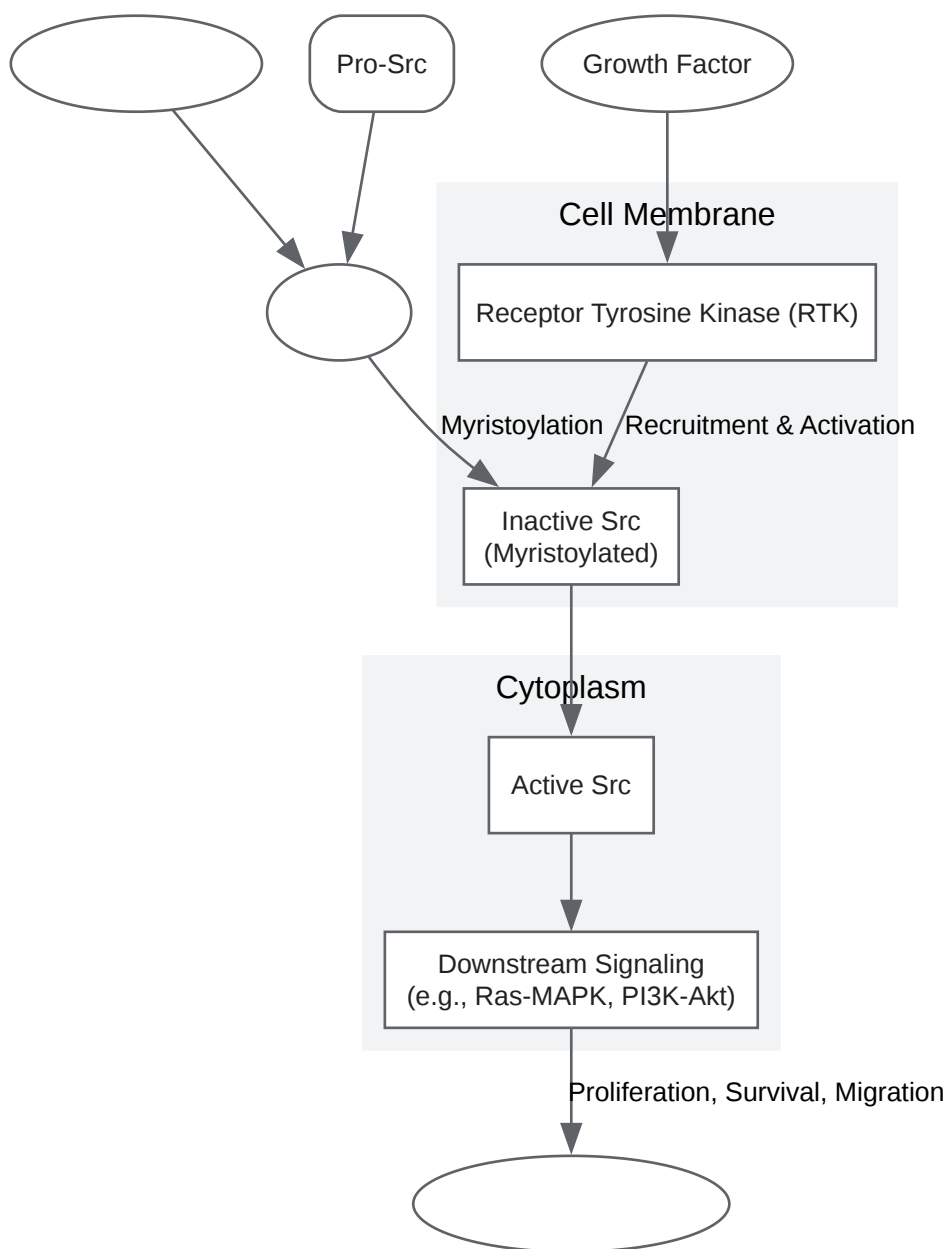 Pro-Src
Growth Factor
Cell Membrane
Receptor Tyrosine Kinase (RTK)
Myristoylation
Recruitment & Activation
Inactive Src
(Myristoylated)
Cytoplasm
Active Src
Downstream Signaling
(e.g., Ras-MAPK, PI3K-Akt)
Proliferation, Survival, Migration